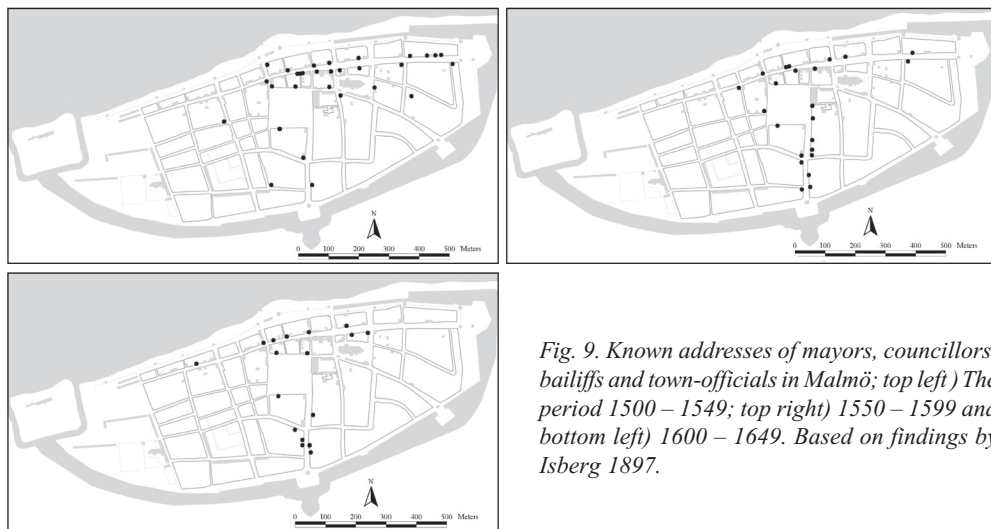 N
0 100 200 300 400 500 Meters
N
0 100 200 300 400 500 Meters
N
0 100 200 300 400 500 Meters
Fig. 9. Known addresses of mayors, councillors
bailiffs and town-officials in Malmö; top left ) The
period 1500 – 1549; top right) 1550 – 1599 and
bottom left) 1600 – 1649. Based on findings by
Isberg 1897.